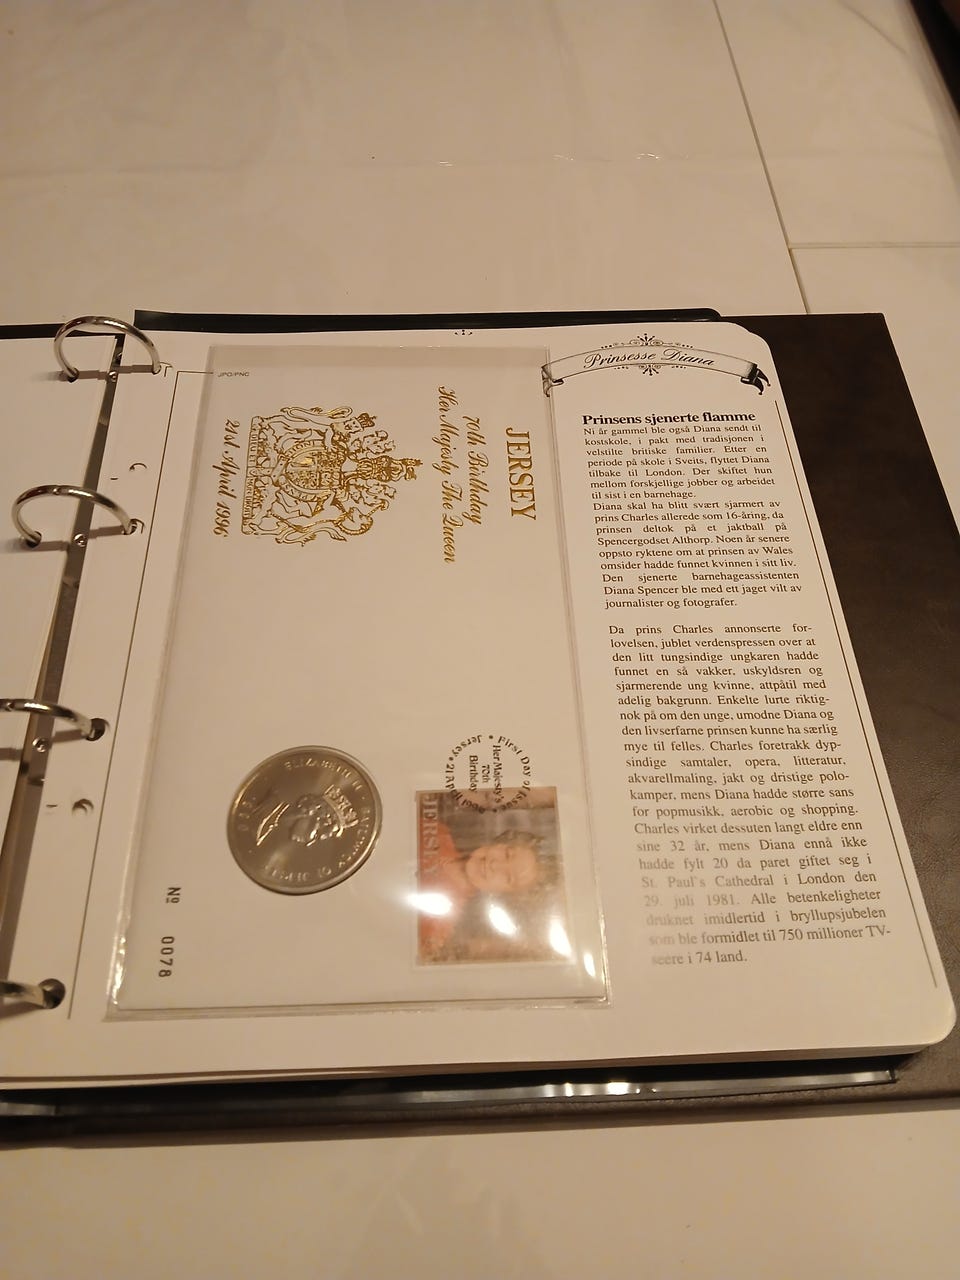 Prinsesse Diana
JPO/PNC
JERSEY
70th Birthday
Her Majesty The Queen
21st April 1996
First Day of Issue
Her Majesty's
70th
Birthday
Jersey • 21 AP
JERSEY
ELIZABETH II
OF JERSEY
Nº 0078
Prinsens sjenerte flamme
Ni år gammel ble også Diana sendt til
kostskole, i pakt med tradisjonen i
velstilte britiske familier. Etter en
periode på skole i Sveits, flyttet Diana
tilbake til London. Der skiftet hun
mellom forskjellige jobber og arbeidet
til sist i en barnehage.
Diana skal ha blitt svært sjarmert av
prins Charles allerede som 16-åring, da
prinsen deltok på et jaktball på
Spencergodset Althorp. Noen år senere
oppsto ryktene om at prinsen av Wales
omsider hadde funnet kvinnen i sitt liv.
Den sjenerte barnehageassistenten
Diana Spencer ble med ett jaget vilt av
journalister og fotografer.
Da prins Charles annonserte for-
lovelsen, jublet verdenspressen over at
den litt tungsindige ungkaren hadde
funnet en så vakker, uskyldsren og
sjarmerende ung kvinne, attpåtil med
adelig bakgrunn. Enkelte lurte riktig-
nok på om den unge, umodne Diana og
den livserfarne prinsen kunne ha særlig
mye til felles. Charles foretrakk dyp-
sindige samtaler, opera, litteratur,
akvarellmaling, jakt og dristige polo-
kamper, mens Diana hadde større sans
for popmusikk, aerobic og shopping.
Charles virket dessuten langt eldre enn
sine 32 år, mens Diana ennå ikke
hadde fylt 20 da paret giftet seg i
St. Paul's Cathedral i London den
29. juli 1981. Alle betenkeligheter
druknet imidlertid i bryllupsjubelen
som ble formidlet til 750 millioner TV-
seere i 74 land.